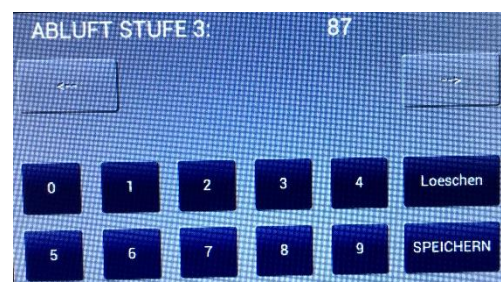 ABLUFT STUFE 3: 87
<--- --->
0 1 2 3 4 Loeschen
5 6 7 8 9 SPEICHERN